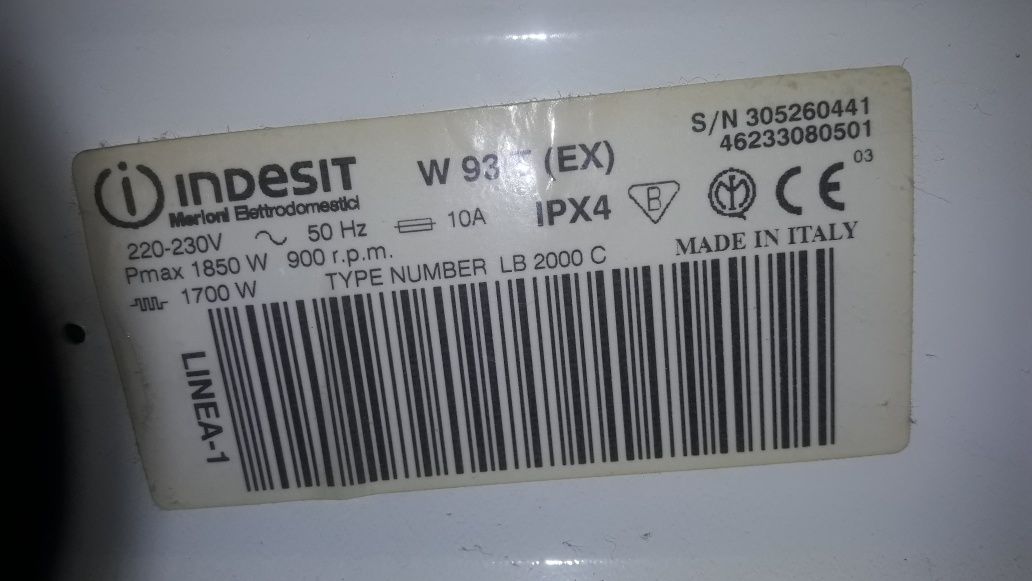 INDESIT
Merloni Elettrodomestici
W 93 (EX)
S/N 305260441
46233080501
03
220-230V 50 Hz 10A IPX4 B CE
Pmax 1850 W 900 r.p.m.
MADE IN ITALY
1700 W TYPE NUMBER LB 2000 C
LINEA-1